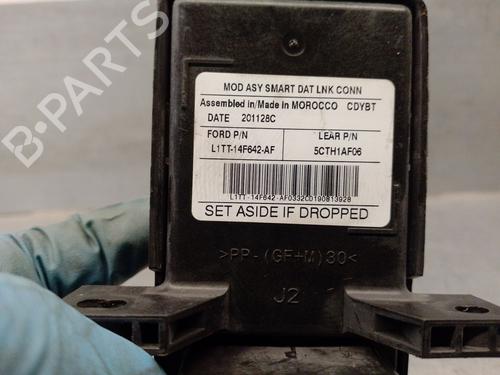 MOD ASY SMART DAT LNK CONN
Assembled in/Made in MOROCCO CDYBT
DATE 201128C
FORD P/N LEAR P/N
L1TT-14F642-AF 5CTH1AF06
L1TT-14F642-AF0332CD190813928
SET ASIDE IF DROPPED
>PP-(GF+M)30<
J2